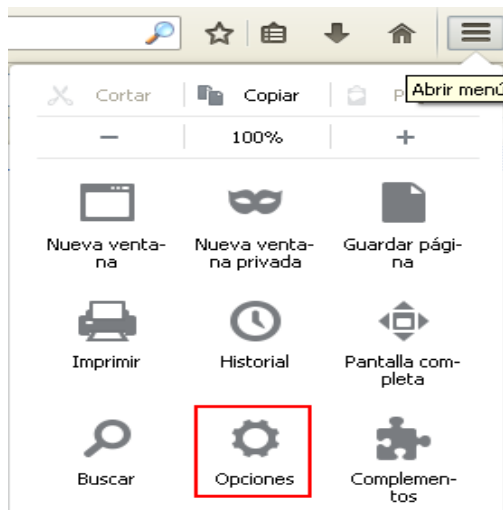 Abrir menú
Cortar
Copiar
P
100%
Nueva venta-
na
Nueva venta-
na privada
Guardar pági-
na
Imprimir
Historial
Pantalla com-
pleta
Buscar
Opciones
Complemen-
tos